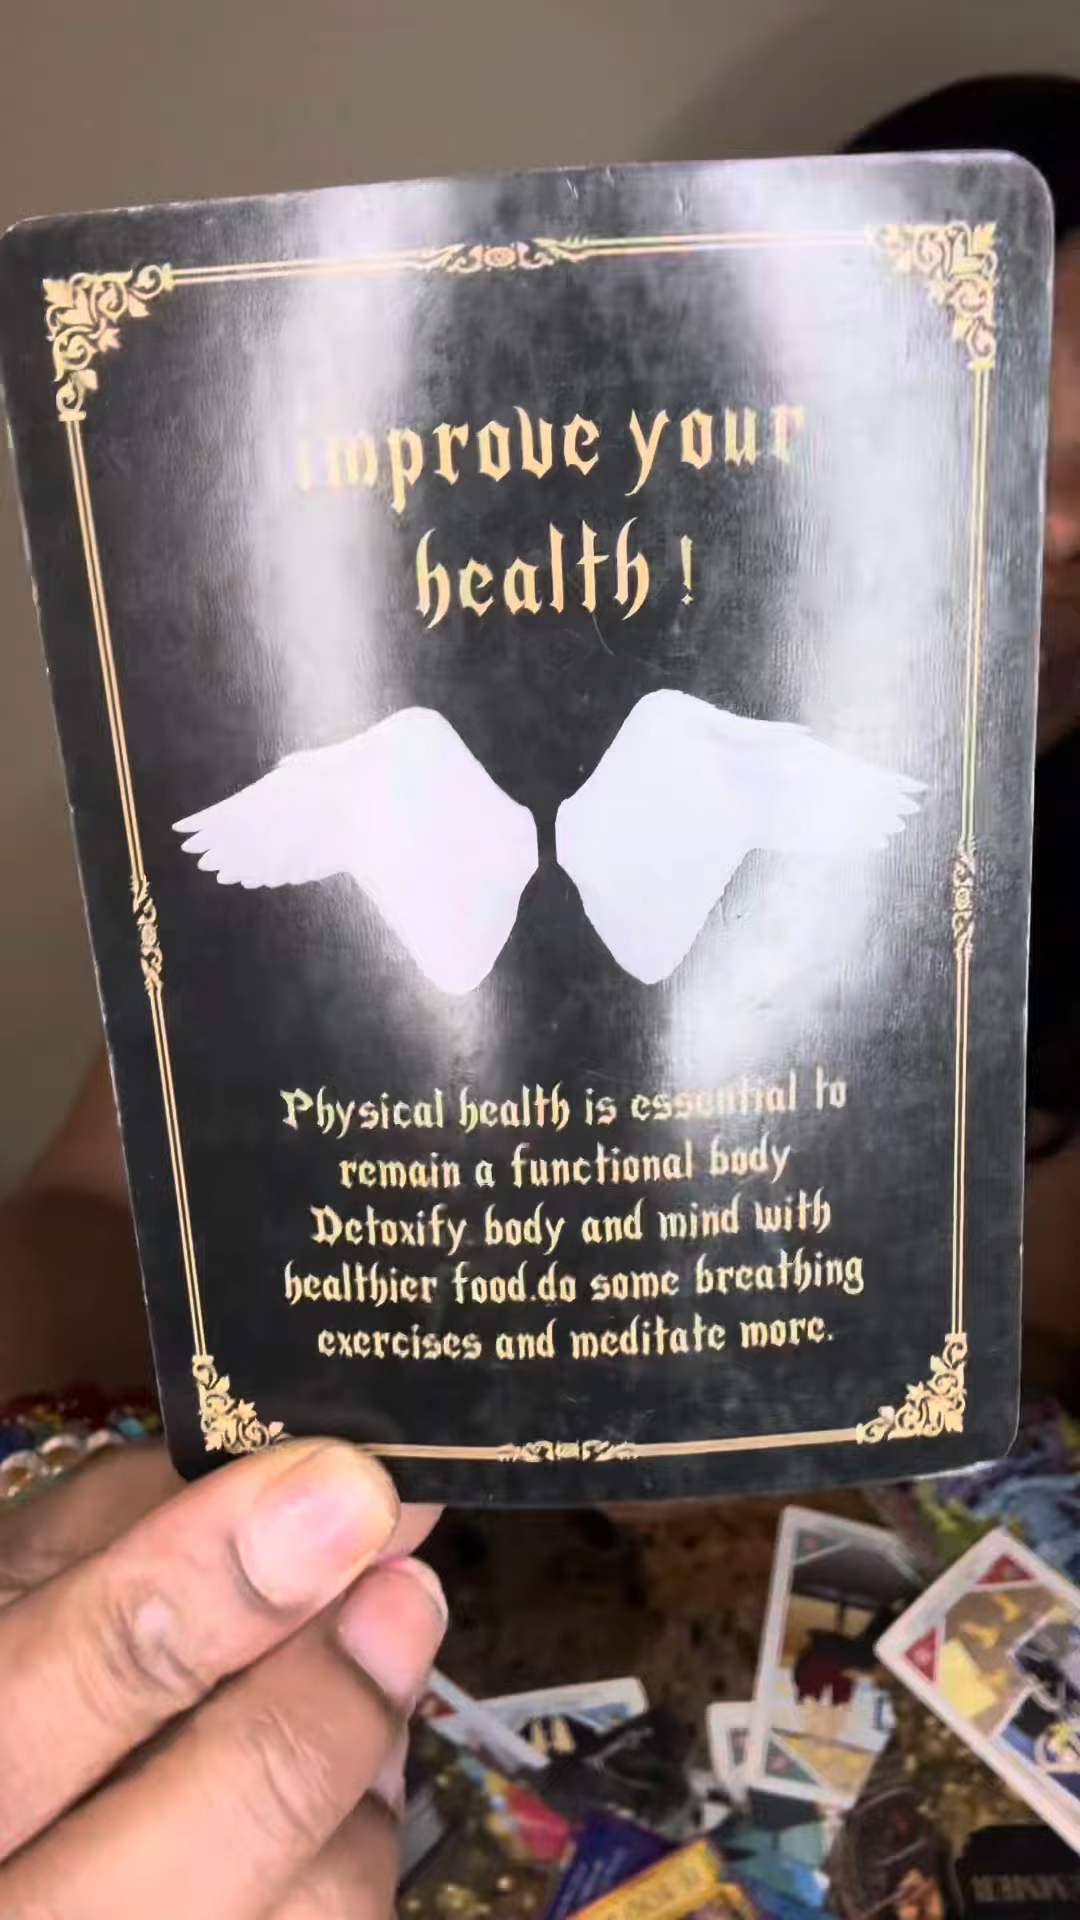 improve your
health !
Physical health is essential to
remain a functional body
Detoxify body and mind with
healthier food.do some breathing
exercises and meditate more.